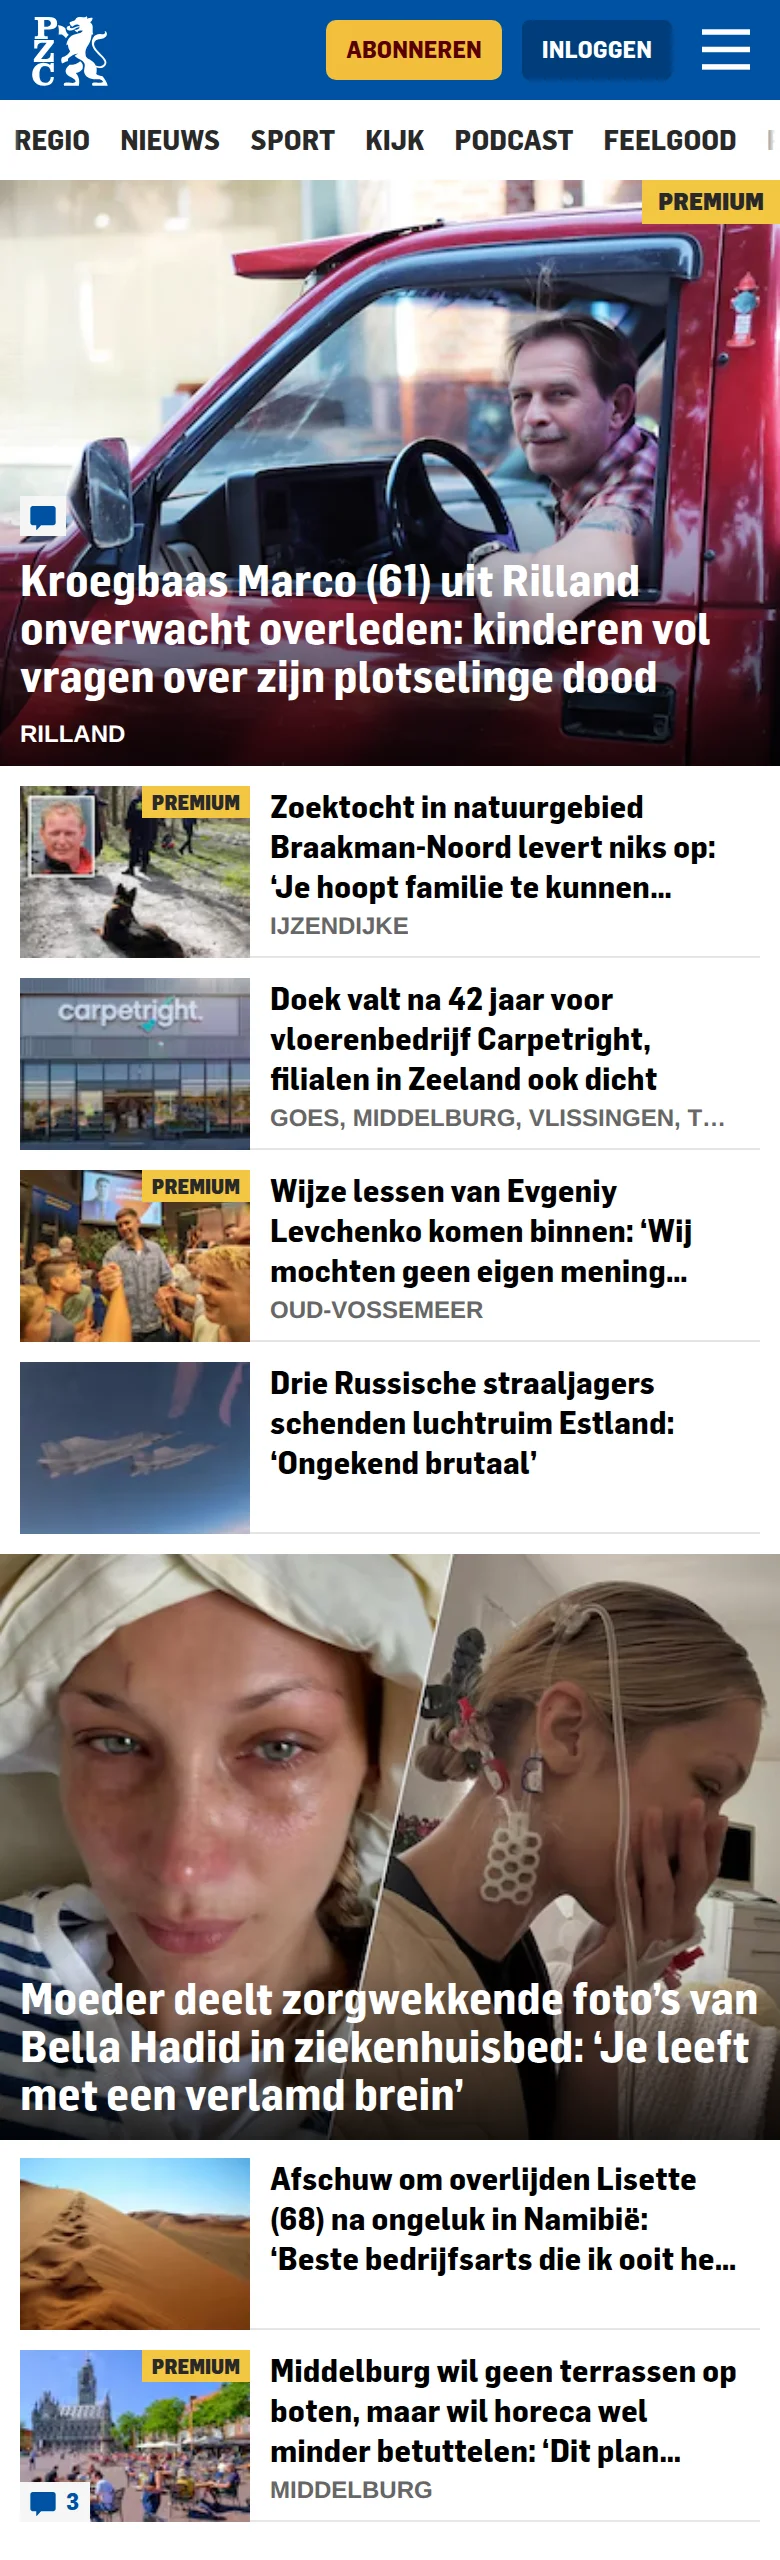 PZC
ABONNEREN
INLOGGEN
REGIO NIEUWS SPORT KIJK PODCAST FEELGOOD
PREMIUM
Kroegbaas Marco (61) uit Rilland
onverwacht overleden: kinderen vol
vragen over zijn plotselinge dood
RILLAND
PREMIUM
Zoektocht in natuurgebied
Braakman-Noord levert niks op:
‘Je hoopt familie te kunnen...
IJZENDIJKE
carpetright.
Doek valt na 42 jaar voor
vloerenbedrijf Carpetright,
filialen in Zeeland ook dicht
GOES, MIDDELBURG, VLISSINGEN, T...
PREMIUM
Wijze lessen van Evgeniy
Levchenko komen binnen: ‘Wij
mochten geen eigen mening...
OUD-VOSSEMEER
Drie Russische straaljagers
schenden luchtruim Estland:
‘Ongekend brutaal’
Moeder deelt zorgwekkende foto’s van
Bella Hadid in ziekenhuisbed: ‘Je leeft
met een verlamd brein’
Afschuw om overlijden Lisette
(68) na ongeluk in Namibië:
‘Beste bedrijfsarts die ik ooit he...
PREMIUM
3
Middelburg wil geen terrassen op
boten, maar wil horeca wel
minder betuttelen: ‘Dit plan...
MIDDELBURG